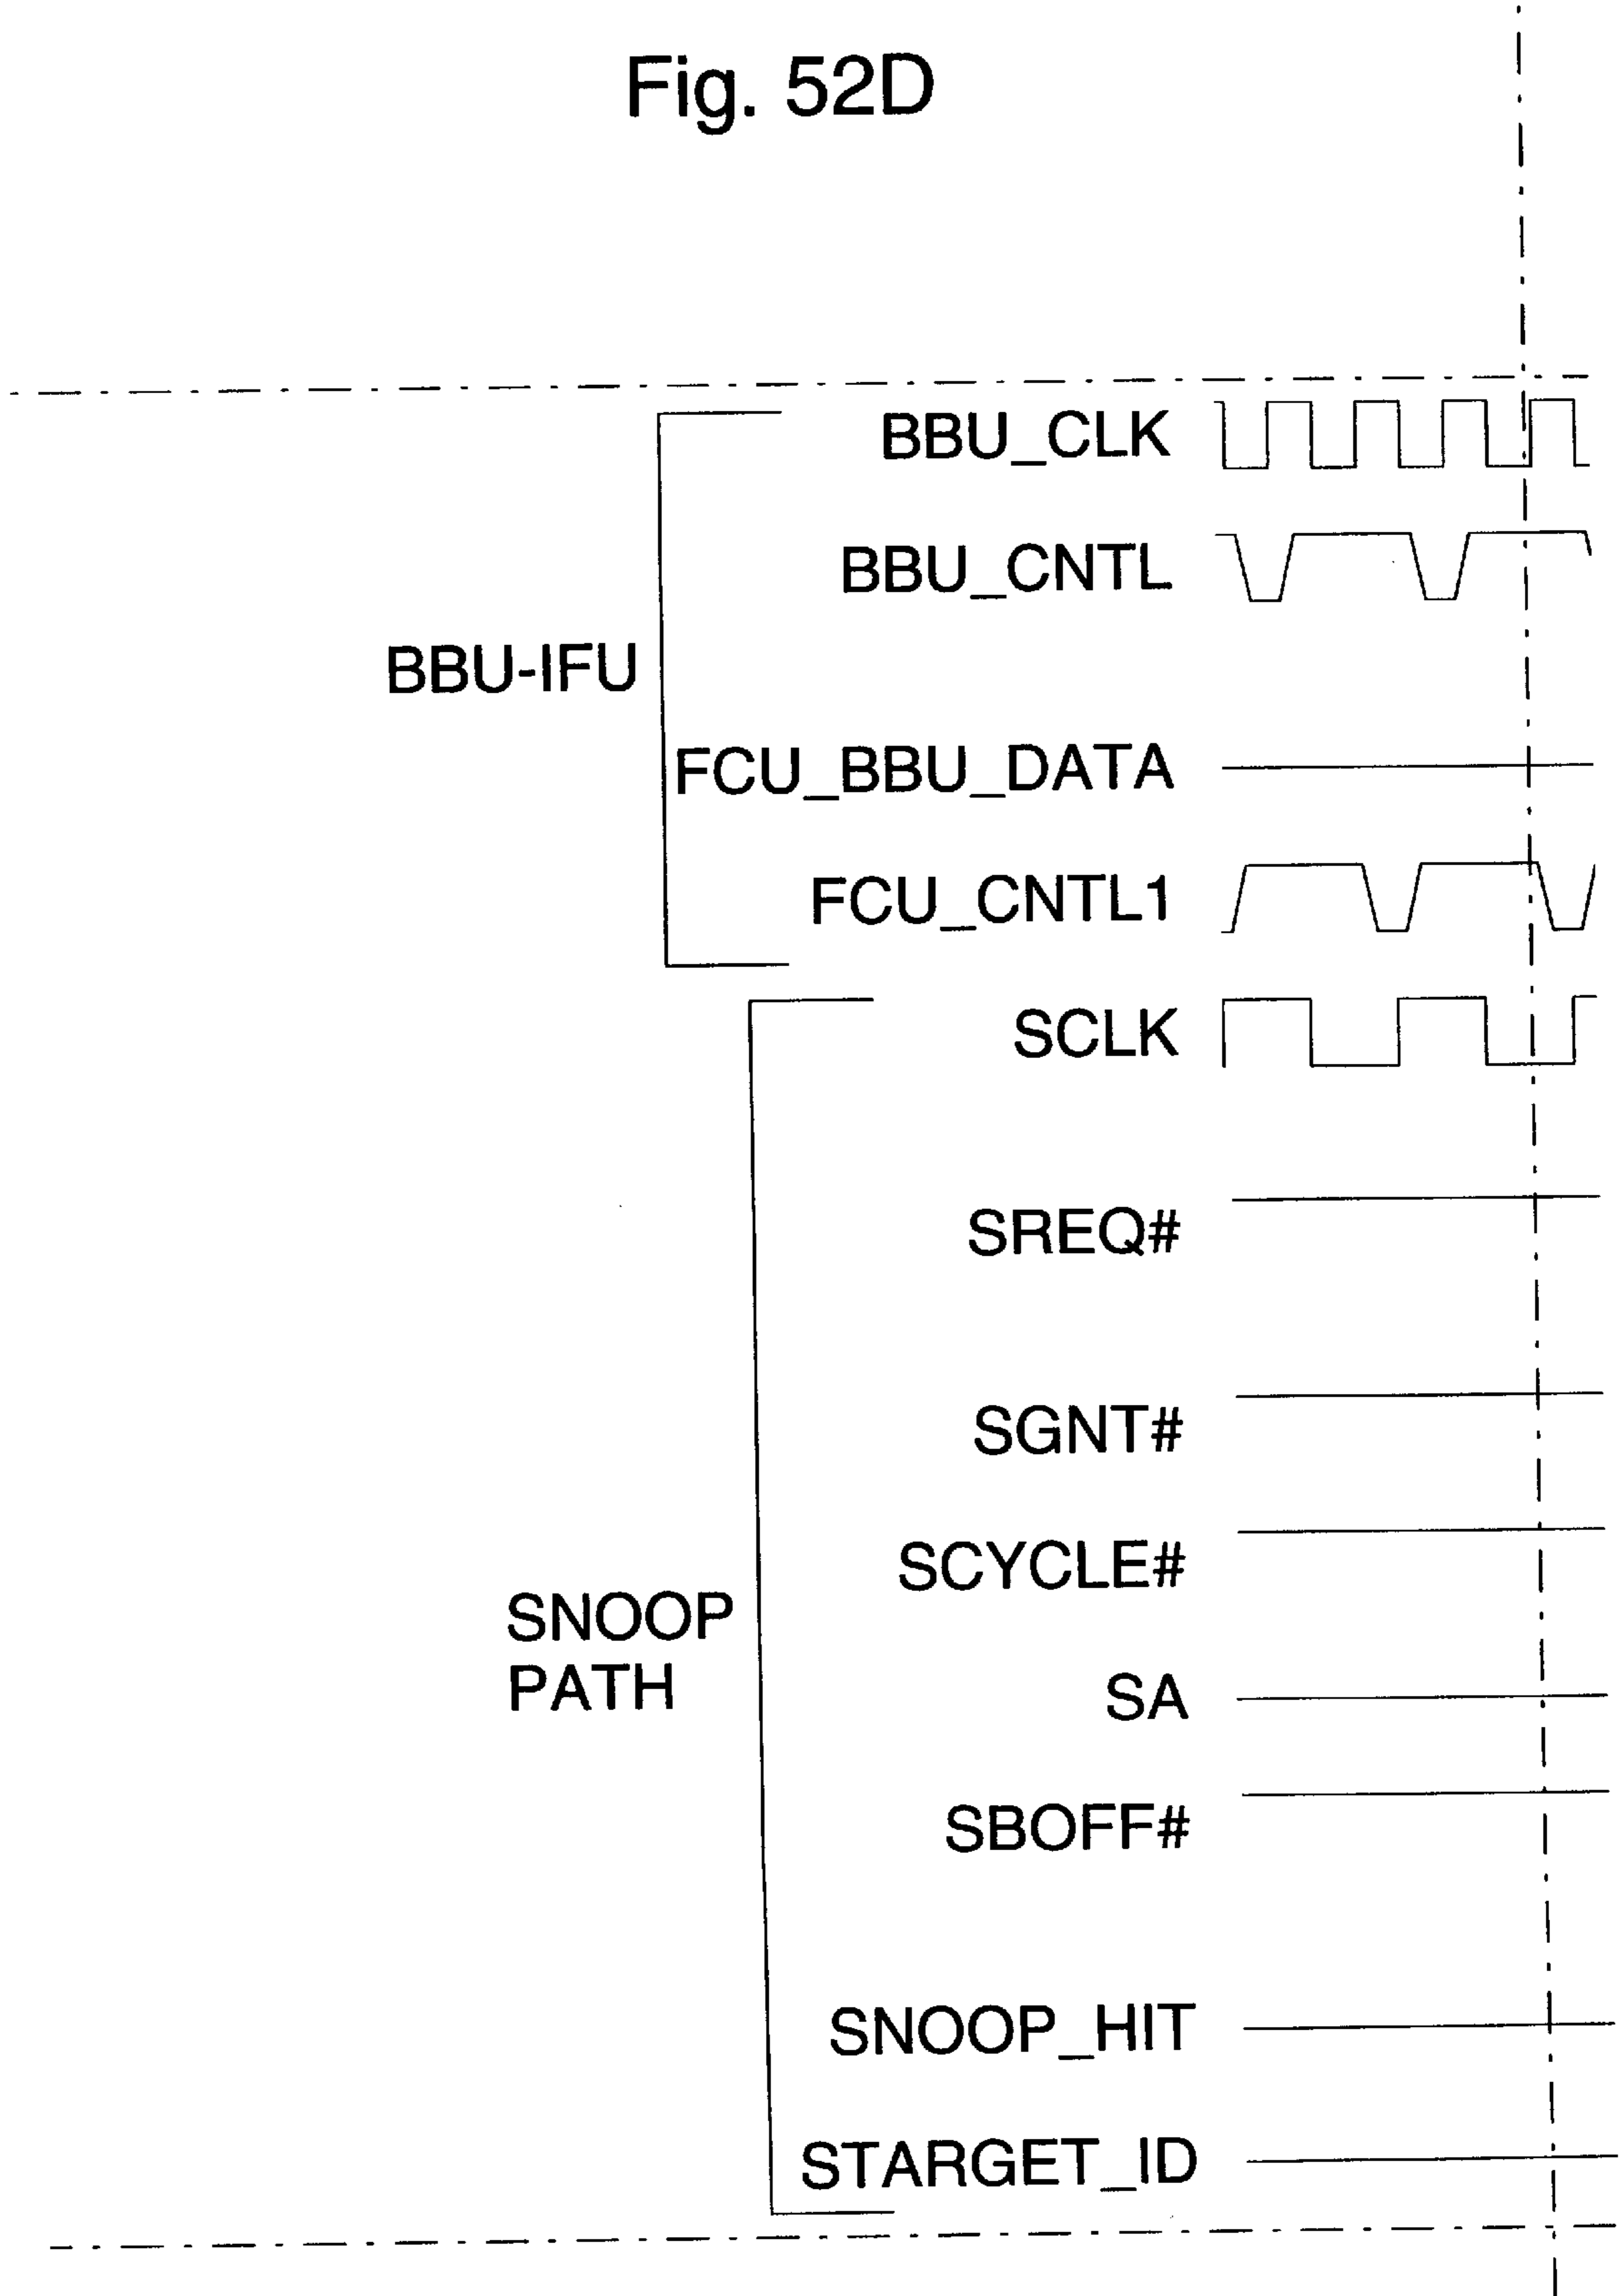 Fig. 52D
BBU-IFU
BBU_CLK
BBU_CNTL
FCU_BBU_DATA
FCU_CNTL1
SNOOP
PATH
SCLK
SREQ#
SGNT#
SCYCLE#
SA
SBOFF#
SNOOP_HIT
STARGET_ID